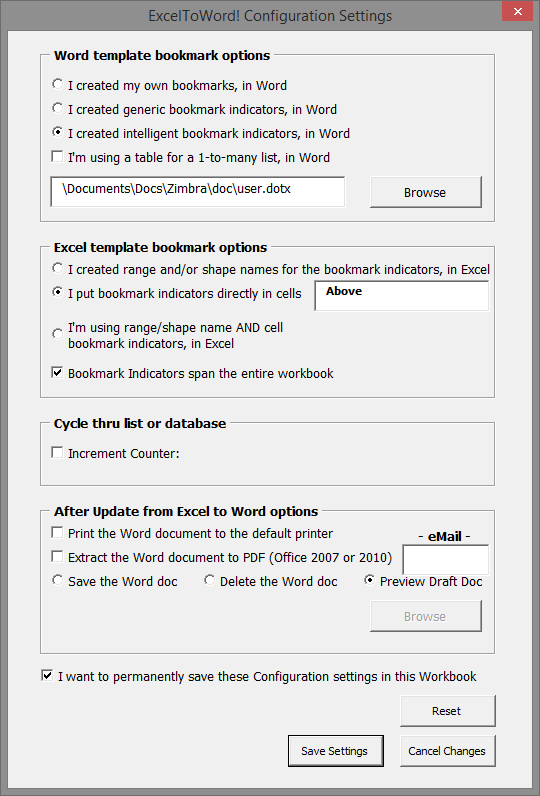 ExcelToWord! Configuration Settings
Word template bookmark options
I created my own bookmarks, in Word
I created generic bookmark indicators, in Word
I created intelligent bookmark indicators, in Word
I'm using a table for a 1-to-many list, in Word
\Documents\Docs\Zimbra\doc\user.dotx
Browse
Excel template bookmark options
I created range and/or shape names for the bookmark indicators, in Excel
I put bookmark indicators directly in cells
Above
I'm using range/shape name AND cell
bookmark indicators, in Excel
Bookmark Indicators span the entire workbook
Cycle thru list or database
Increment Counter:
After Update from Excel to Word options
Print the Word document to the default printer
- eMail -
Extract the Word document to PDF (Office 2007 or 2010)
Save the Word doc
Delete the Word doc
Preview Draft Doc
Browse
I want to permanently save these Configuration settings in this Workbook
Reset
Save Settings
Cancel Changes